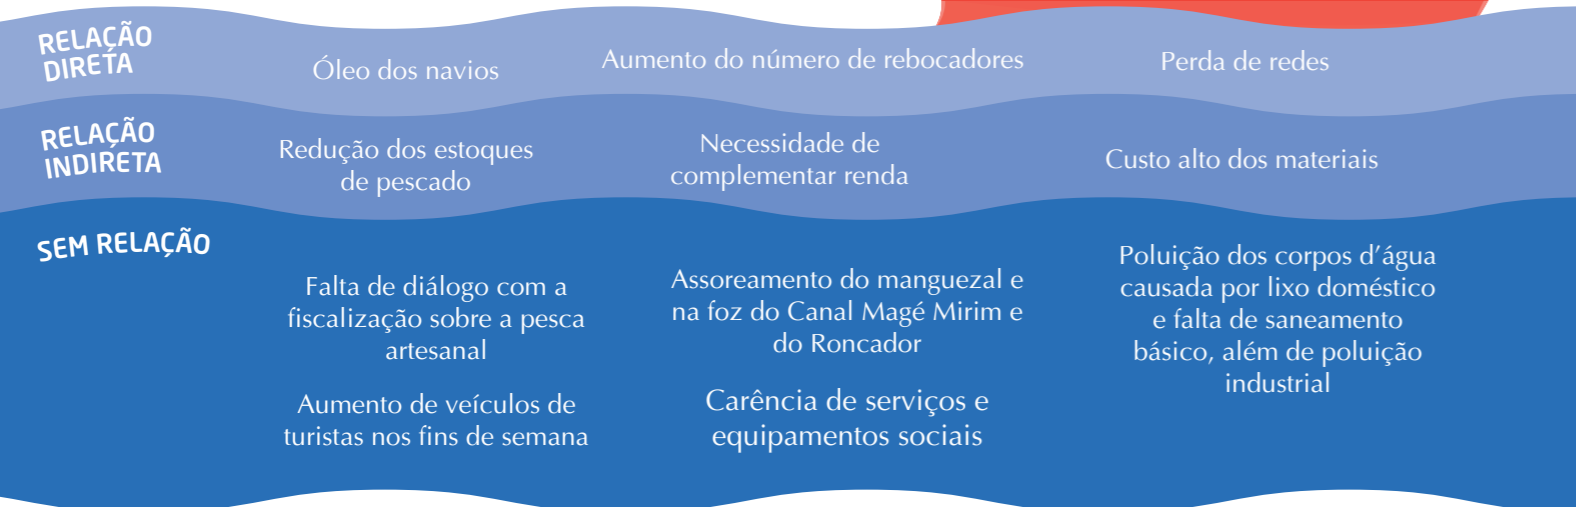 RELAÇÃO
DIRETA
Óleo dos navios
Aumento do número de rebocadores
Perda de redes
RELAÇÃO
INDIRETA
Redução dos estoques
de pescado
Necessidade de
complementar renda
Custo alto dos materiais
SEM RELAÇÃO
Falta de diálogo com a
fiscalização sobre a pesca
artesanal
Assoreamento do manguezal e
na foz do Canal Magé Mirim e
do Roncador
Poluição dos corpos d’água
causada por lixo doméstico
e falta de saneamento
básico, além de poluição
industrial
Aumento de veículos de
turistas nos fins de semana
Carência de serviços e
equipamentos sociais